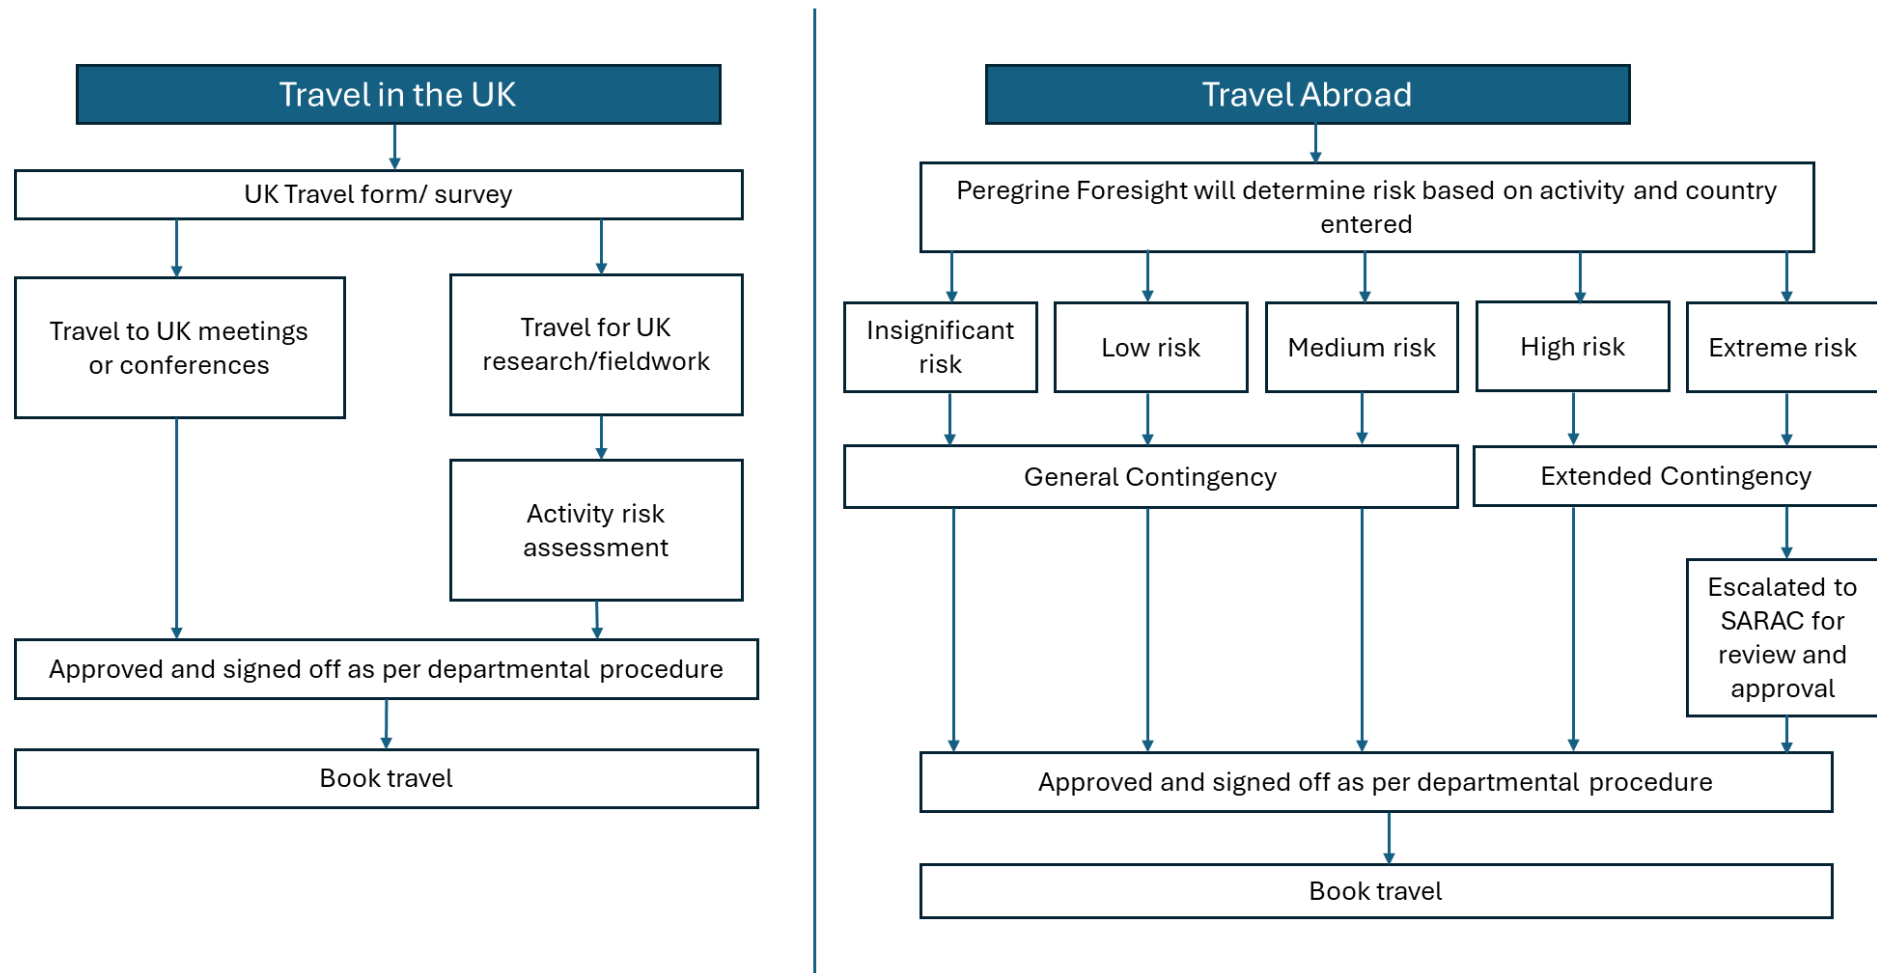 Travel in the UK
UK Travel form/ survey
Travel to UK meetings
or conferences
Travel for UK
research/fieldwork
Activity risk
assessment
Approved and signed off as per departmental procedure
Book travel
Travel Abroad
Peregrine Foresight will determine risk based on activity and country
entered
Insignificant
risk
Low risk
Medium risk
High risk
Extreme risk
General Contingency
Extended Contingency
Escalated to
SARAC for
review and
approval
Approved and signed off as per departmental procedure
Book travel